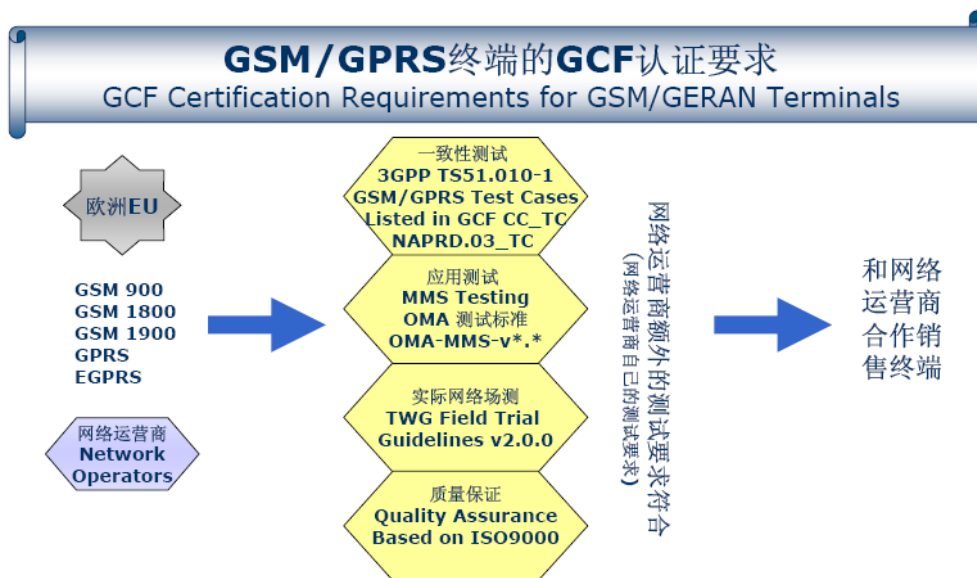 GSM/GPRS终端的GCF认证要求
GCF Certification Requirements for GSM/GERAN Terminals
欧洲EU
GSM 900
GSM 1800
GSM 1900
GPRS
EGPRS
网络运营商
Network
Operators
一致性测试
3GPP TS51.010-1
GSM/GPRS Test Cases
Listed in GCF CC_TC
NAPRD.03_TC
应用测试
MMS Testing
OMA 测试标准
OMA-MMS-v*.*
实际网络场测
TWG Field Trial
Guidelines v2.0.0
质量保证
Quality Assurance
Based on ISO9000
网络运营商额外的测试要求符合
(网络运营商自己的测试要求)
和网络
运营商
合作销
售终端